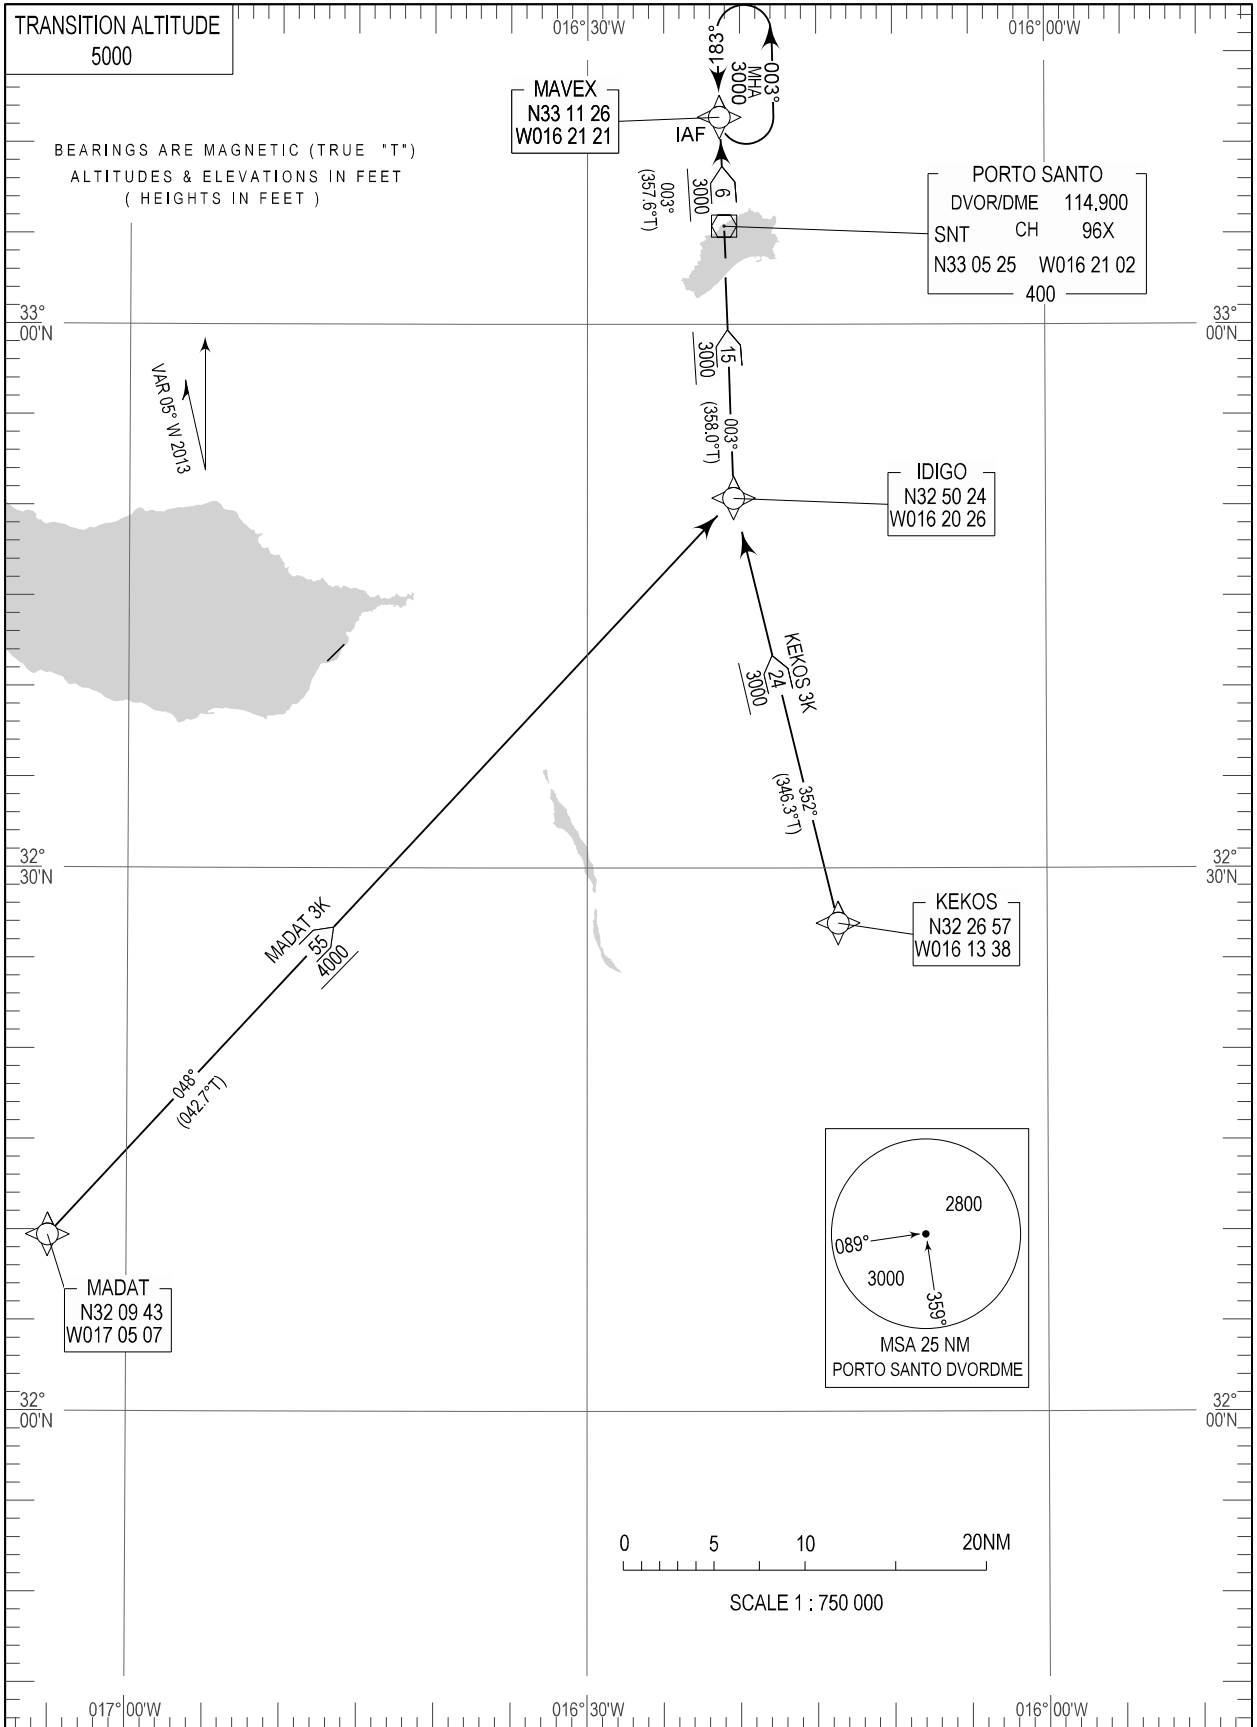 TRANSITION ALTITUDE
5000
016°30'W
016°00'W
183°
MHA
3000
003°
MAVEX
N33 11 26
W016 21 21
IAF
BEARINGS ARE MAGNETIC (TRUE "T")
ALTITUDES & ELEVATIONS IN FEET
( HEIGHTS IN FEET )
003°
(357.6°T)
3000
6
PORTO SANTO
DVOR/DME 114,900
SNT CH 96X
N33 05 25 W016 21 02
400
33°
00'N
33°
00'N
VAR 05° W 2013
15
3000
003°
(358.0°T)
IDIGO
N32 50 24
W016 20 26
KEKOS 3K
24
3000
352°
(346.3°T)
32°
30'N
32°
30'N
MADAT 3K
55
4000
KEKOS
N32 26 57
W016 13 38
048°
(042.7°T)
MADAT
N32 09 43
W017 05 07
2800
089°
3000
359°
MSA 25 NM
PORTO SANTO DVORDME
32°
00'N
32°
00'N
0 5 10 20NM
SCALE 1 : 750 000
017°00'W
016°30'W
016°00'W